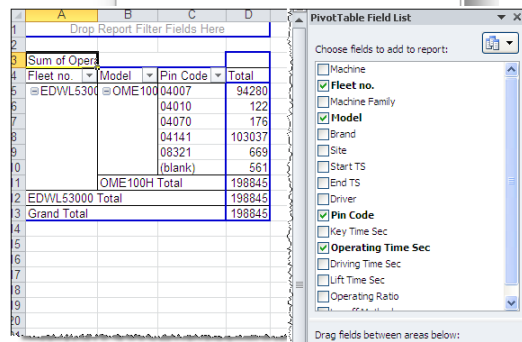 A B C D
1 Drop Report Filter Fields Here
2
3 Sum of Opera
4 Fleet no. Model Pin Code Total
5 EDWL5300 OME100 04007 94280
6 04010 122
7 04070 176
8 04141 103037
9 08321 669
10 (blank) 561
11 OME100H Total 198845
12 EDWL53000 Total 198845
13 Grand Total 198845
14
15
16
17
18
19
20
PivotTable Field List
Choose fields to add to report:
Machine
Fleet no.
Machine Family
Model
Brand
Site
Start TS
End TS
Driver
Pin Code
Key Time Sec
Operating Time Sec
Driving Time Sec
Lift Time Sec
Operating Ratio
Drag fields between areas below: